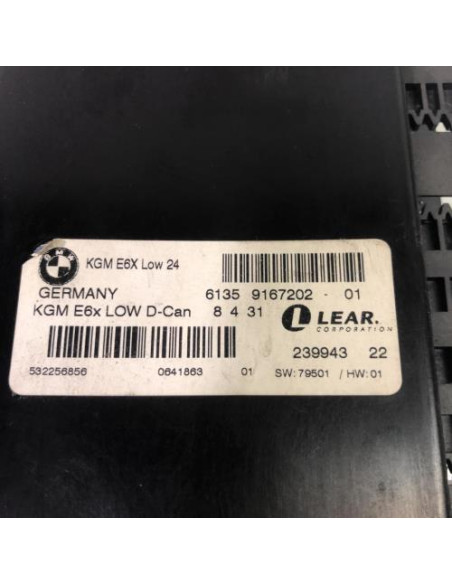 BMW
KGM E6X Low 24
GERMANY 6135 9167202 - 01
KGM E6x LOW D-Can 8 4 31
LEAR.
CORPORATION
239943 22
532256856 0641863 01 SW:79501 / HW:01